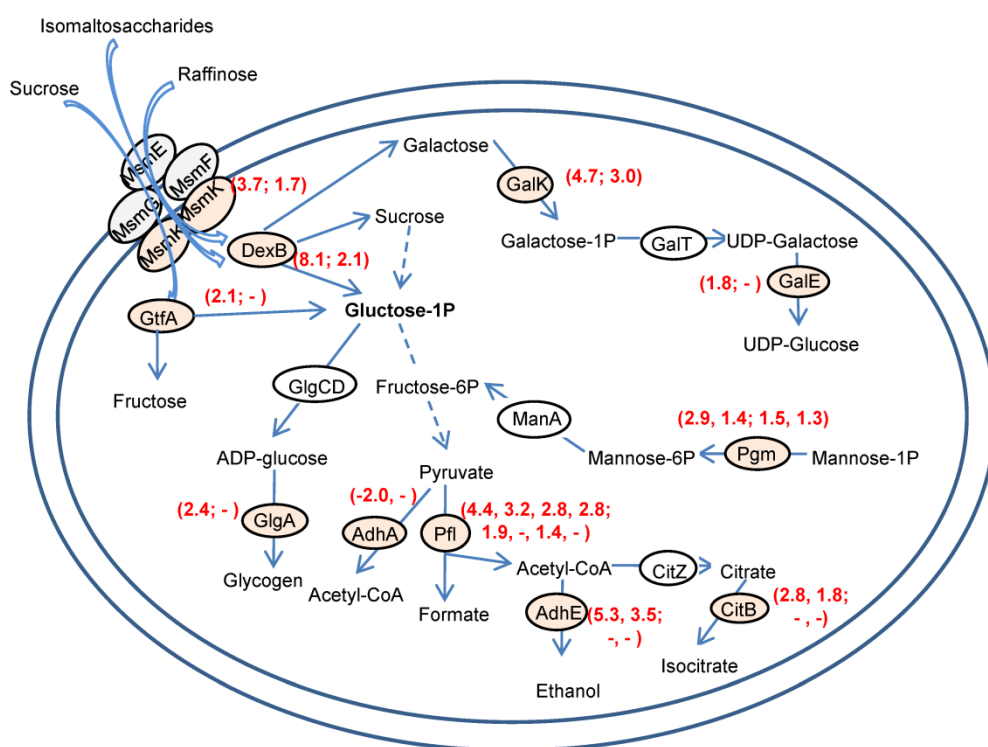 Isomaltosaccharides
Raffinose
Sucrose
MsmE
MsmF
MsmG
MsmK
MsmK
(3.7; 1.7)
Galactose
GalK
(4.7; 3.0)
Sucrose
DexB
(8.1; 2.1)
Galactose-1P
GalT
UDP-Galactose
(1.8; - )
GalE
(2.1; - )
GtfA
Gluctose-1P
UDP-Glucose
Fructose
GlgCD
Fructose-6P
ManA
(2.9, 1.4; 1.5, 1.3)
ADP-glucose
Pyruvate
Mannose-6P
Pgm
Mannose-1P
(2.4; - )
GlgA
(-2.0, - )
AdhA
Pfl
(4.4, 3.2, 2.8, 2.8;
1.9, -, 1.4, - )
Glycogen
Acetyl-CoA
Formate
Acetyl-CoA
CitZ
Citrate
AdhE
(5.3, 3.5;
-, - )
CitB
(2.8, 1.8;
- , -)
Isocitrate
Ethanol